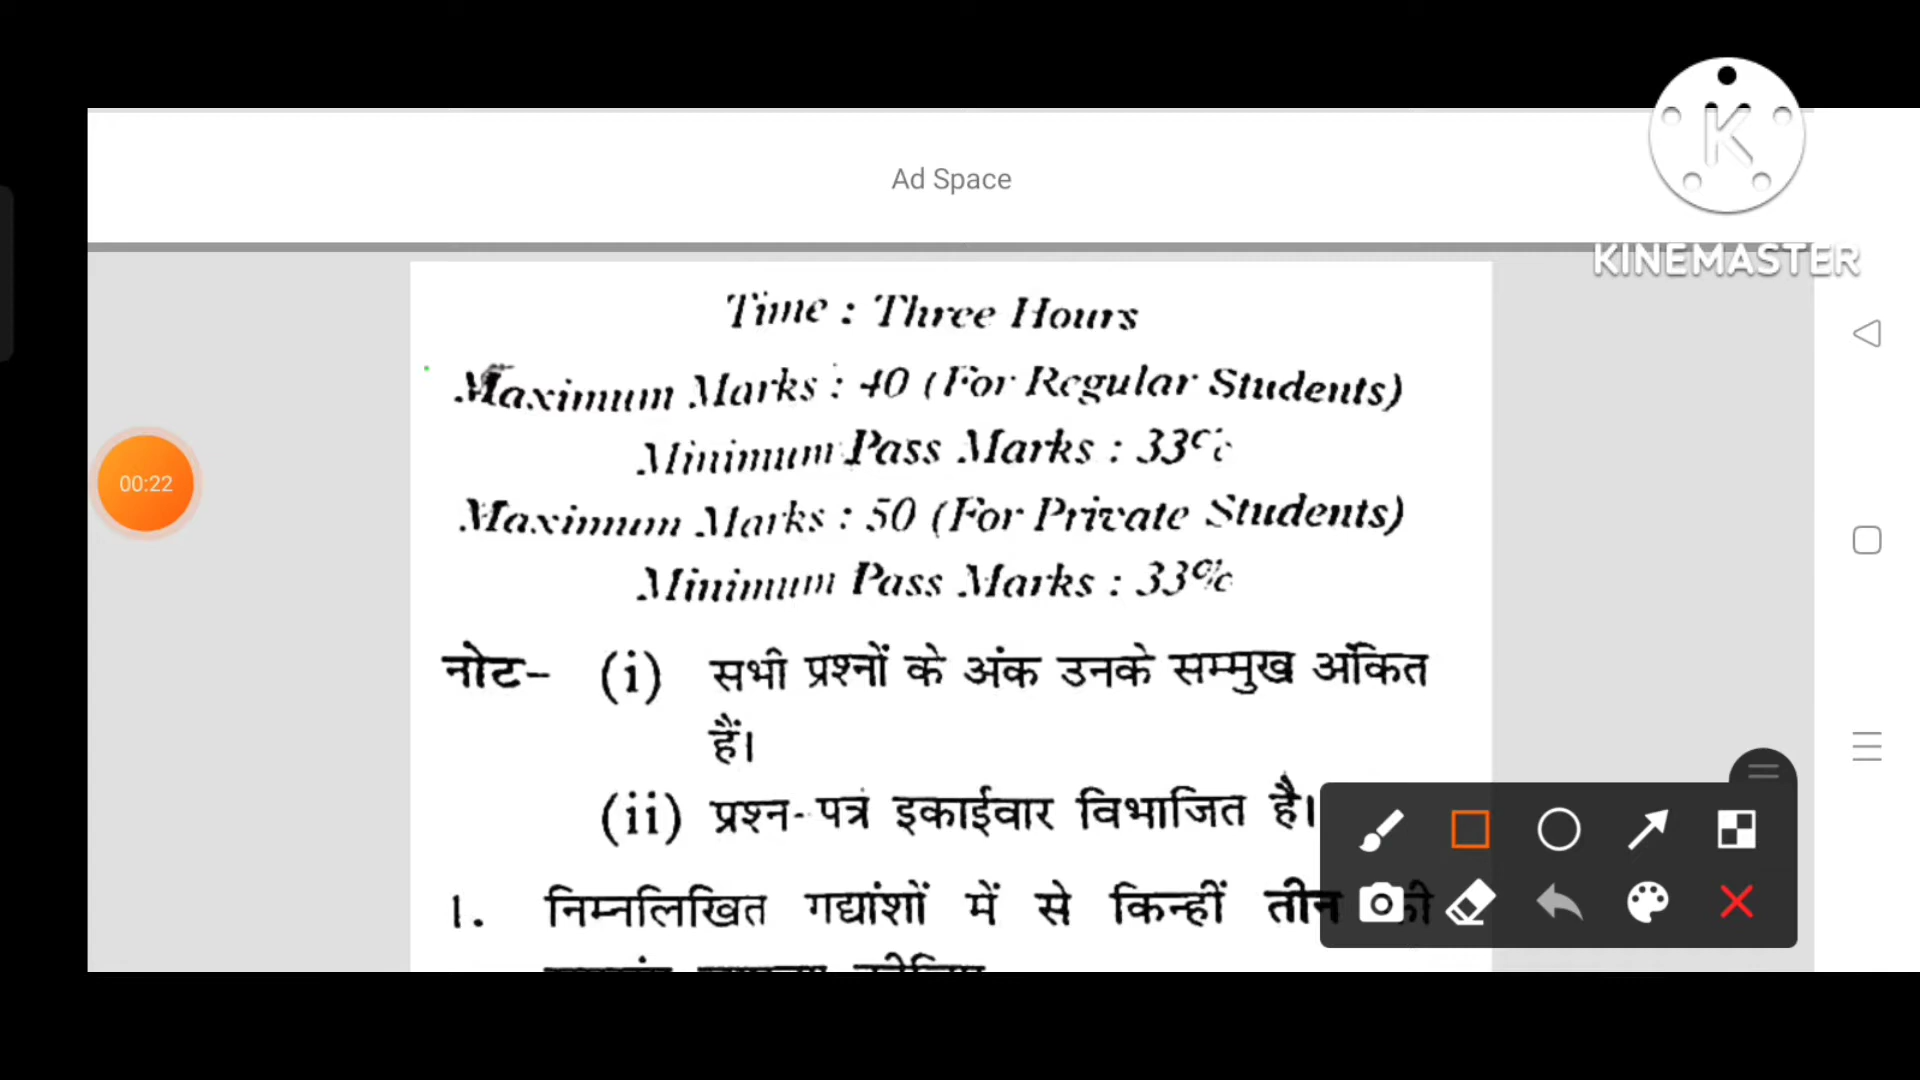 Ad Space
KINEMASTER
Time : Three Hours
Maximum Marks : 40 (For Regular Students)
Minimum Pass Marks : 33%
00:22
Maximum Marks : 50 (For Private Students)
Minimum Pass Marks : 33%
नोट- (i) सभी प्रश्नों के अंक उनके सम्मुख अंकित
हैं।
(ii) प्रश्न-पत्र इकाईवार विभाजित है।
1. निम्नलिखित गद्यांशों में से किन्हीं तीन की